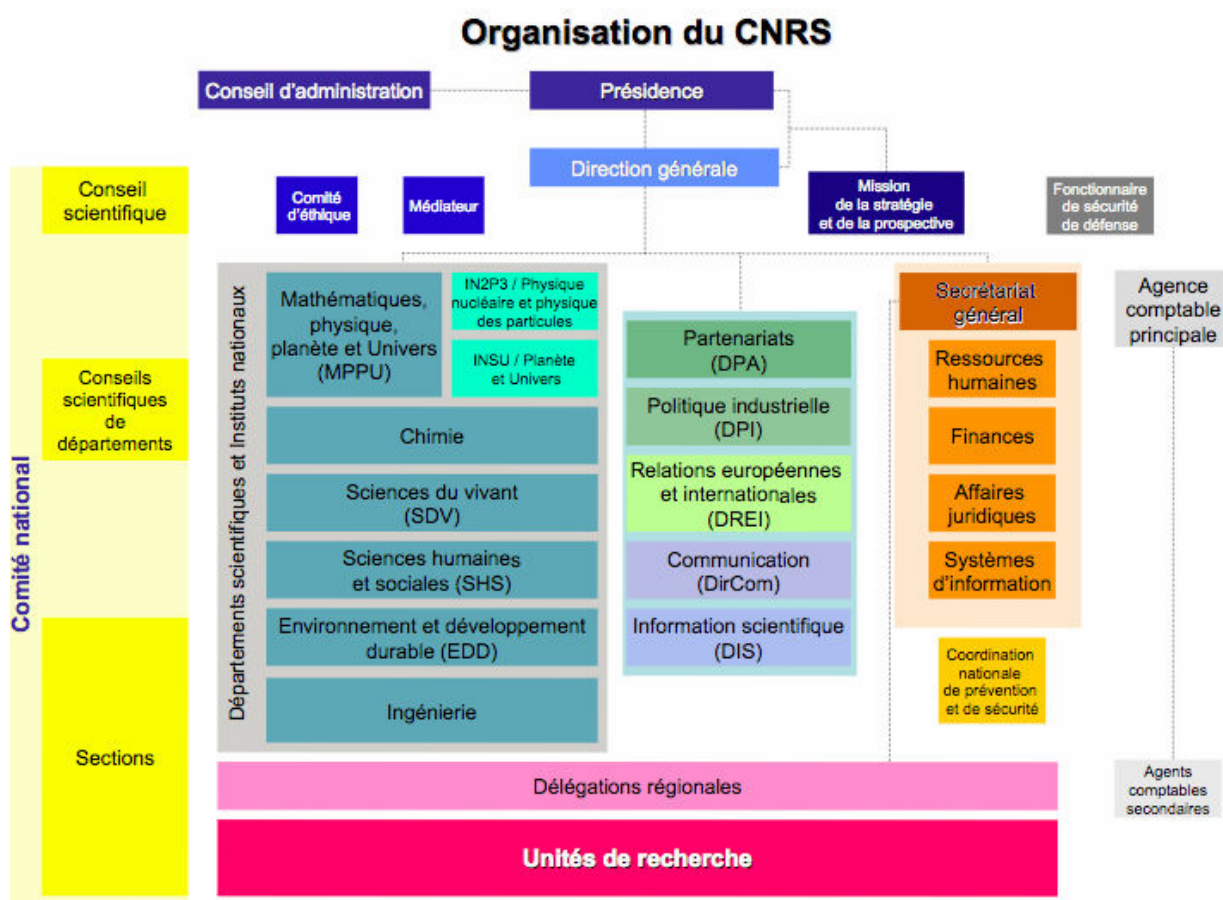 Organisation du CNRS
Conseil d'administration
Présidence
Direction générale
Conseil
scientifique
Comité
d'éthique
Médiateur
Mission
de la stratégie
et de la prospective
Fonctionnaire
de sécurité
de défense
Comité national
Conseils
scientifiques
de
départements
Sections
Départements scientifiques et Instituts nationaux
Mathématiques,
physique,
planète et Univers
(MPPU)
IN2P3 / Physique
nucléaire et physique
des particules
INSU / Planète
et Univers
Chimie
Sciences du vivant
(SDV)
Sciences humaines
et sociales (SHS)
Environnement et développement
durable (EDD)
Ingénierie
Partenariats
(DPA)
Politique industrielle
(DPI)
Relations européennes
et internationales
(DREI)
Communication
(DirCom)
Information scientifique
(DIS)
Secrétariat
général
Ressources
humaines
Finances
Affaires
juridiques
Systèmes
d'information
Coordination
nationale
de prévention
et de sécurité
Agence
comptable
principale
Agents
comptables
secondaires
Délégations régionales
Unités de recherche